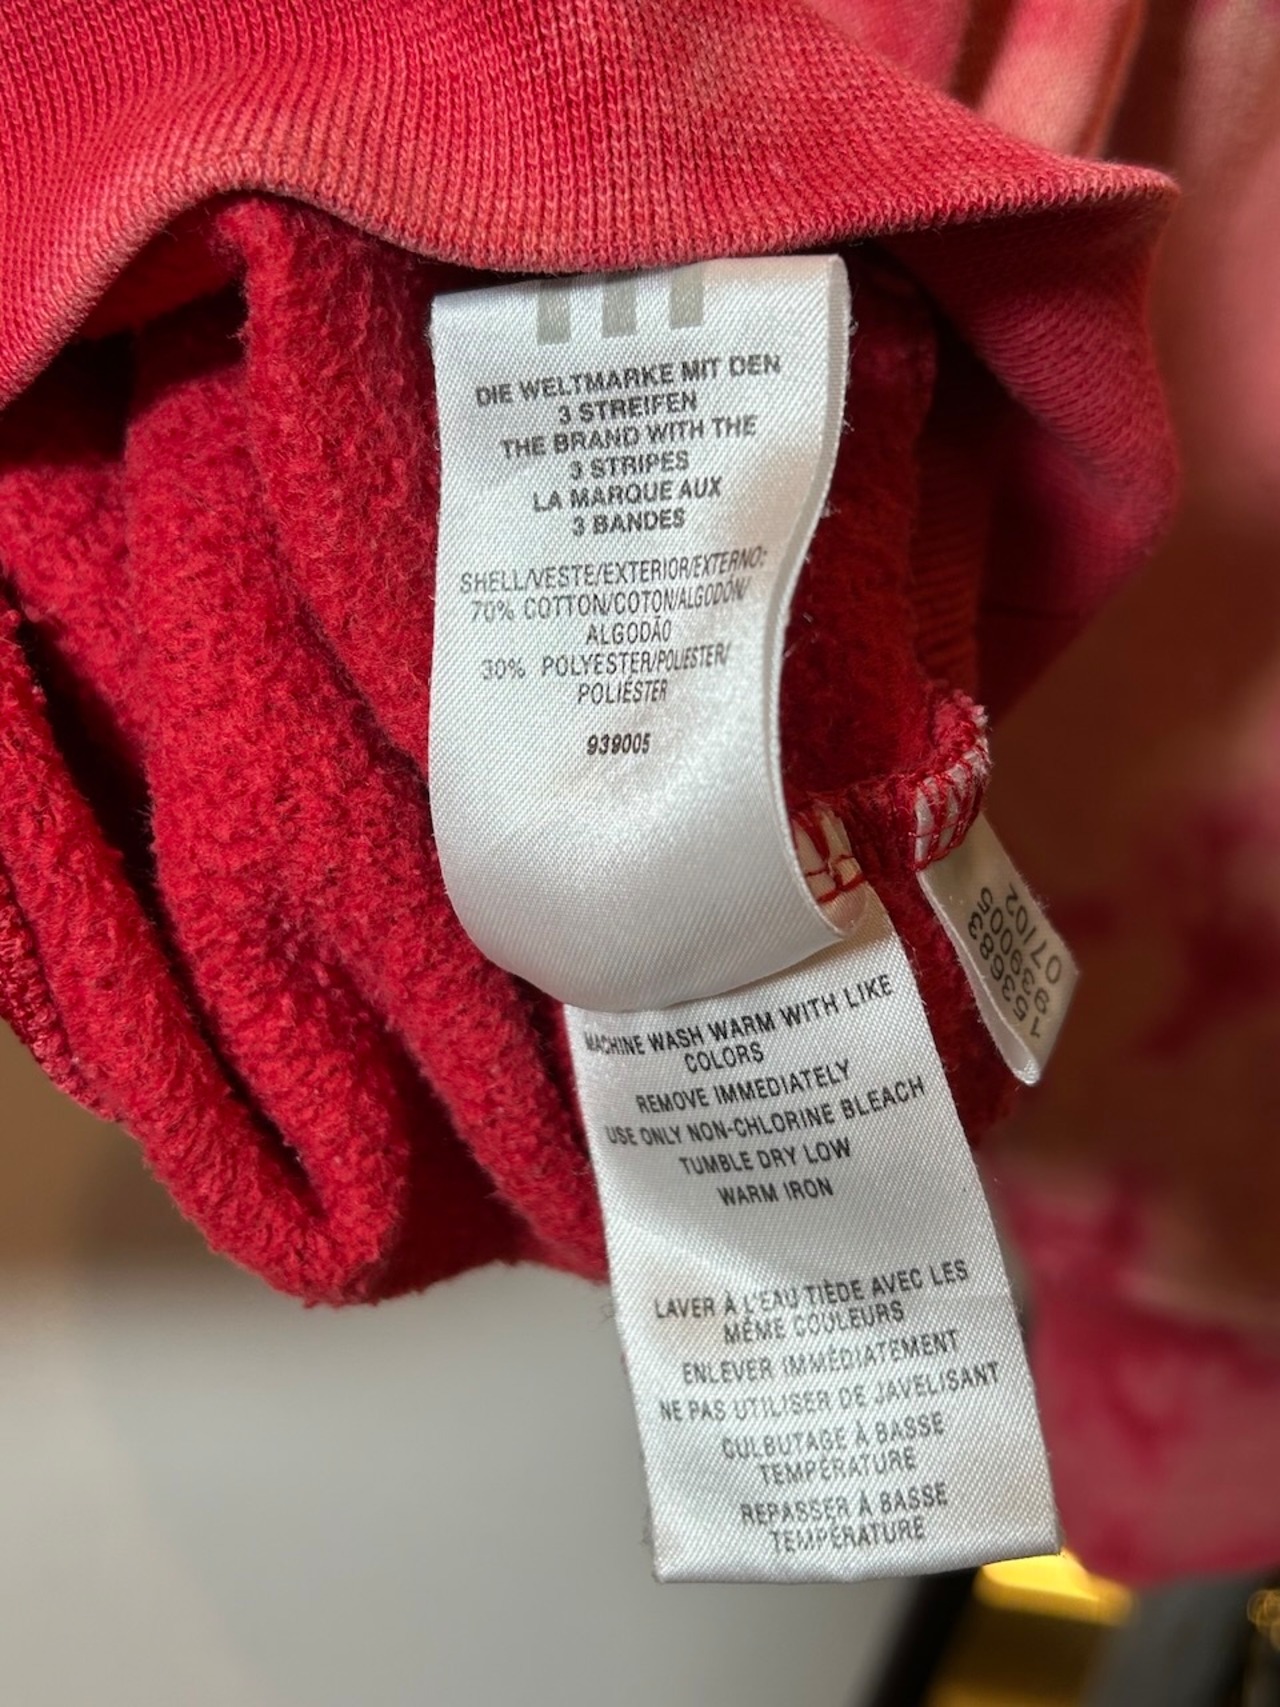 DIE WELTMARKE MIT DEN
3 STREIFEN
THE BRAND WITH THE
3 STRIPES
LA MARQUE AUX
3 BANDES
SHELL/VESTE/EXTERIOR/EXTERNO:
70% COTTON/COTON/ALGODÓN/
ALGODÃO
30% POLYESTER/POLIESTER/
POLIÉSTER
939005
153683
939005
07/02
MACHINE WASH WARM WITH LIKE
COLORS
REMOVE IMMEDIATELY
USE ONLY NON-CHLORINE BLEACH
TUMBLE DRY LOW
WARM IRON
LAVER À L'EAU TIÈDE AVEC LES
MÊME COULEURS
ENLEVER IMMÉDIATEMENT
NE PAS UTILISER DE JAVELISANT
CULBUTAGE À BASSE
TEMPÉRATURE
REPASSER À BASSE
TEMPÉRATURE